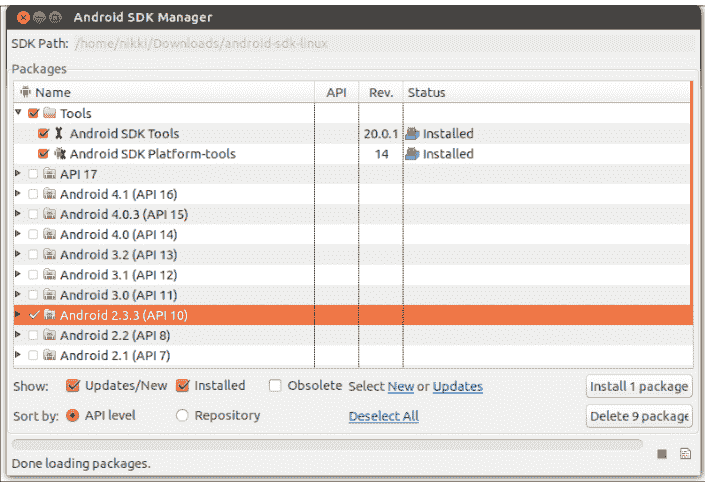 Android SDK Manager
SDK Path: /home/nikki/Downloads/android-sdk-linux
Packages
Name API Rev. Status
Tools
Android SDK Tools 20.0.1 Installed
Android SDK Platform-tools 14 Installed
API 17
Android 4.1 (API 16)
Android 4.0.3 (API 15)
Android 4.0 (API 14)
Android 3.2 (API 13)
Android 3.1 (API 12)
Android 3.0 (API 11)
Android 2.3.3 (API 10)
Android 2.2 (API 8)
Android 2.1 (API 7)
Show: Updates/New Installed Obsolete Select New or Updates Install 1 package
Sort by: API level Repository Deselect All Delete 9 package
Done loading packages.